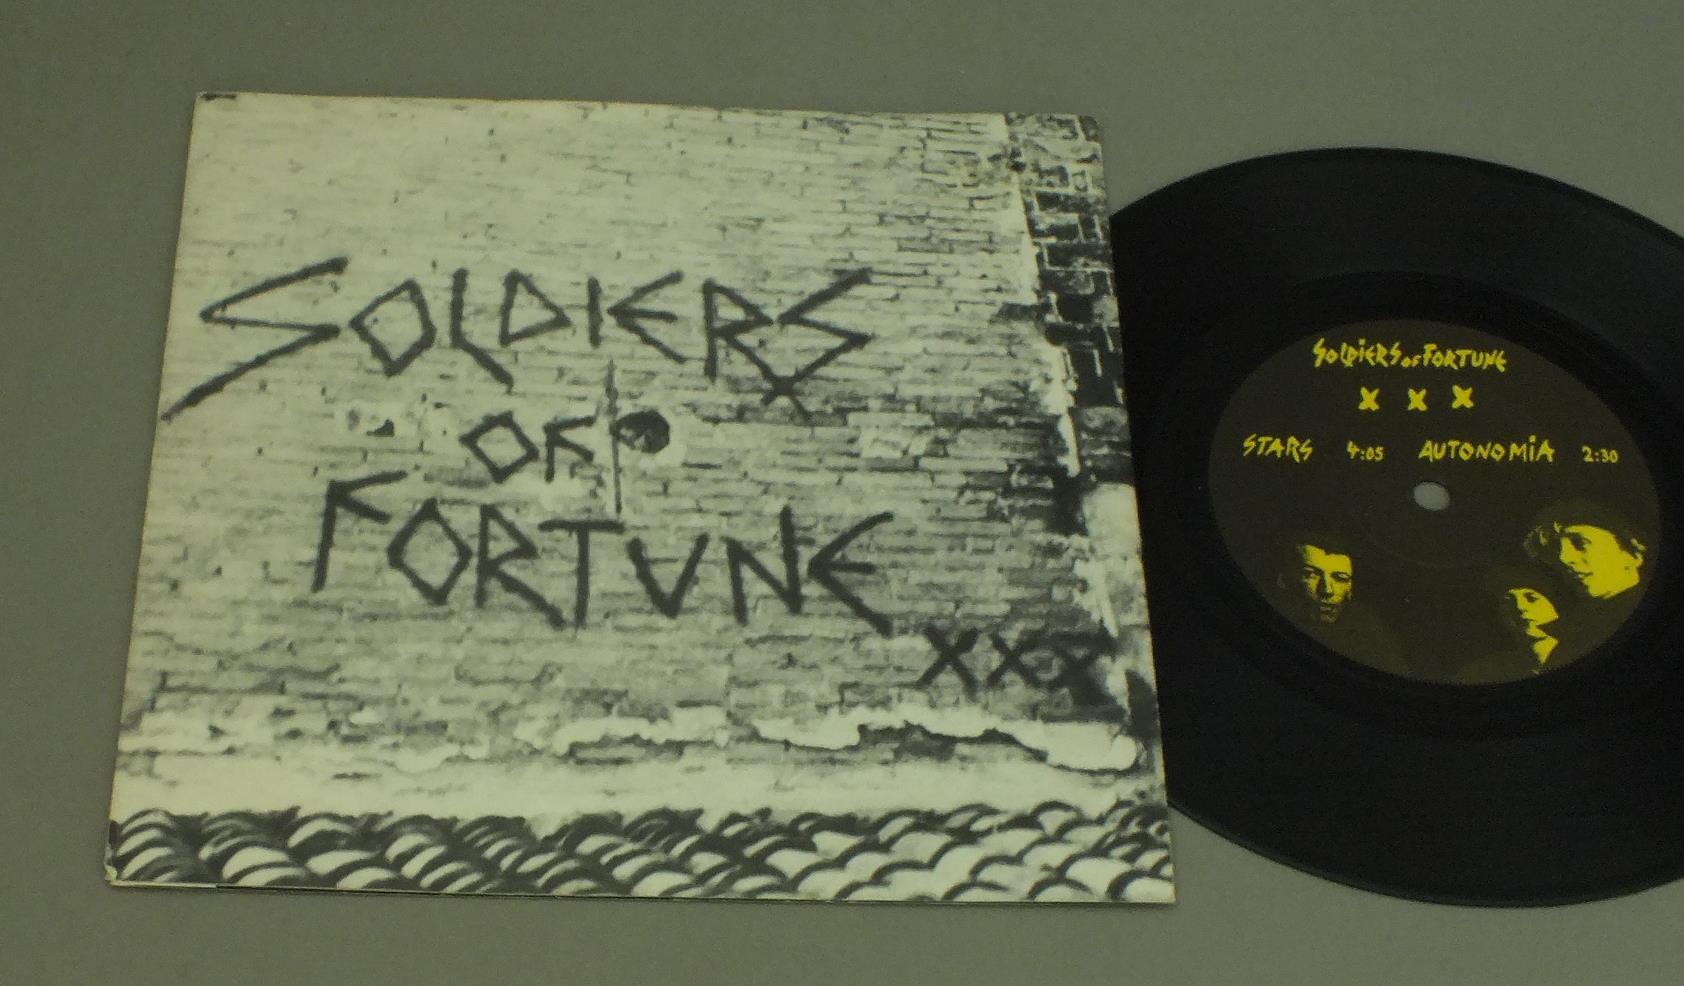 SOLDIERS
OF
FORTUNE
XXX
SOLDIERS OF FORTUNE
X X X
STARS 4:05 AUTONOMIA 2:30